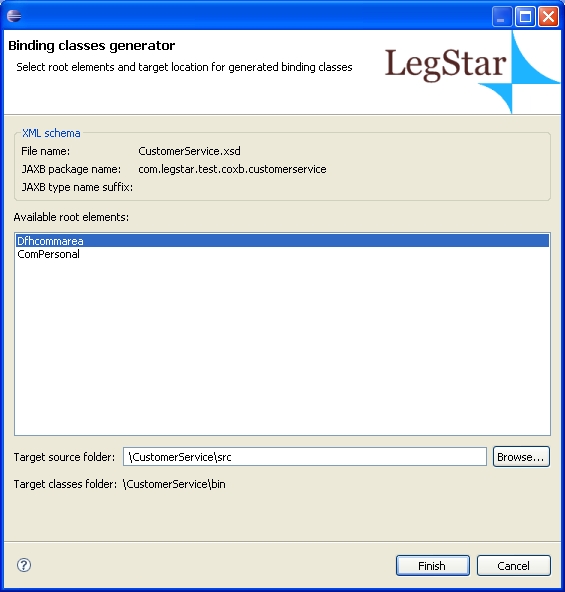 Binding classes generator
Select root elements and target location for generated binding classes
LegStar
XML schema
File name: CustomerService.xsd
JAXB package name: com.legstar.test.coxb.customerservice
JAXB type name suffix:
Available root elements:
Dfhcommarea
ComPersonal
Target source folder: \CustomerService\src Browse...
Target classes folder: \CustomerService\bin
? Finish Cancel